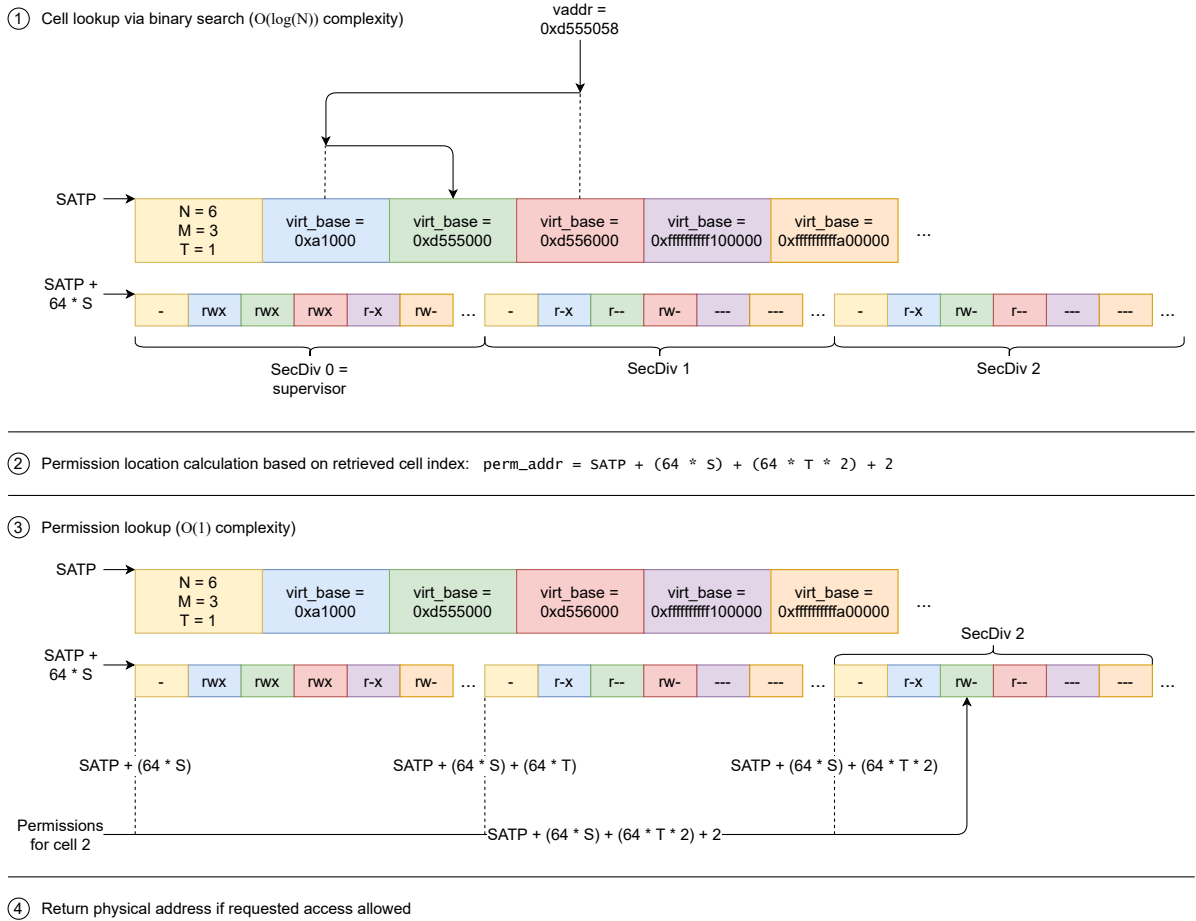 1 Cell lookup via binary search (O(log(N)) complexity)
vaddr =
0xd555058
SATP
N = 6
M = 3
T = 1
virt_base =
0xa1000
virt_base =
0xd555000
virt_base =
0xd556000
virt_base =
0xffffffffff100000
virt_base =
0xfffffffffa00000
...
SATP +
64 * S
- rwx rwx rwx r-x rw- ... - r-x r-- rw- --- --- ... - r-x rw- r-- --- --- ...
SecDiv 0 =
supervisor
SecDiv 1
SecDiv 2
2 Permission location calculation based on retrieved cell index: perm_addr = SATP + (64 * S) + (64 * T * 2) + 2
3 Permission lookup (O(1) complexity)
SATP
N = 6
M = 3
T = 1
virt_base =
0xa1000
virt_base =
0xd555000
virt_base =
0xd556000
virt_base =
0xffffffffff100000
virt_base =
0xfffffffffa00000
...
SecDiv 2
SATP +
64 * S
- rwx rwx rwx r-x rw- ... - r-x r-- rw- --- --- ... - r-x rw- r-- --- --- ...
SATP + (64 * S)
SATP + (64 * S) + (64 * T)
SATP + (64 * S) + (64 * T * 2)
Permissions
for cell 2
SATP + (64 * S) + (64 * T * 2) + 2
4 Return physical address if requested access allowed